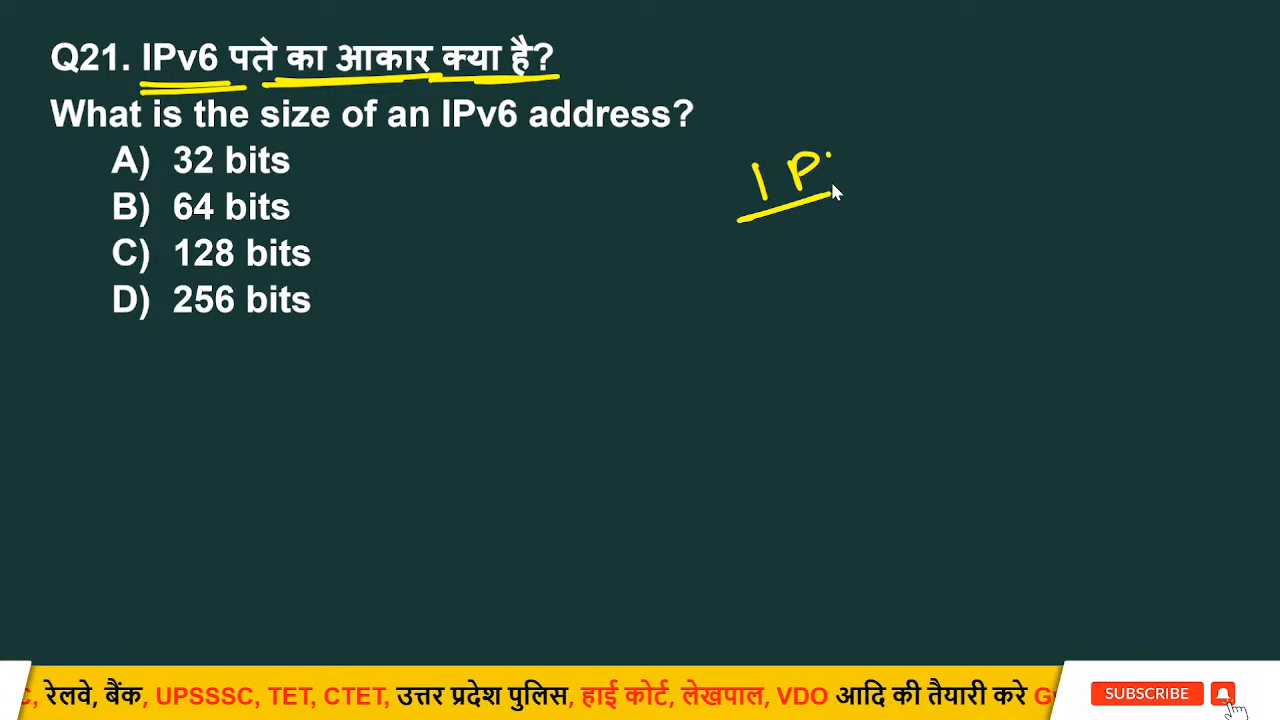 Q21. IPv6 पते का आकार क्या है?
What is the size of an IPv6 address?
A) 32 bits
B) 64 bits
C) 128 bits
D) 256 bits
IP
रेलवे, बैंक, UPSSSC, TET, CTET, उत्तर प्रदेश पुलिस, हाई कोर्ट, लेखपाल, VDO आदि की तैयारी करे
SUBSCRIBE